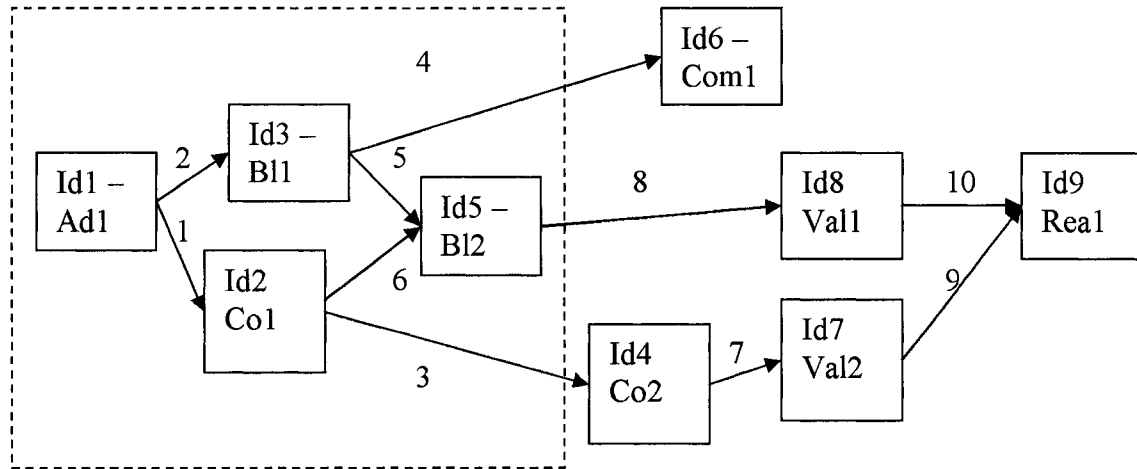 4
Id6 –
Com1
Id3 –
Bl1
2
5
Id1 –
Ad1
8
Id8
Val1
10
Id9
Rea1
Id5 –
Bl2
1
Id2
Co1
6
9
Id7
Val2
Id4
Co2
7
3